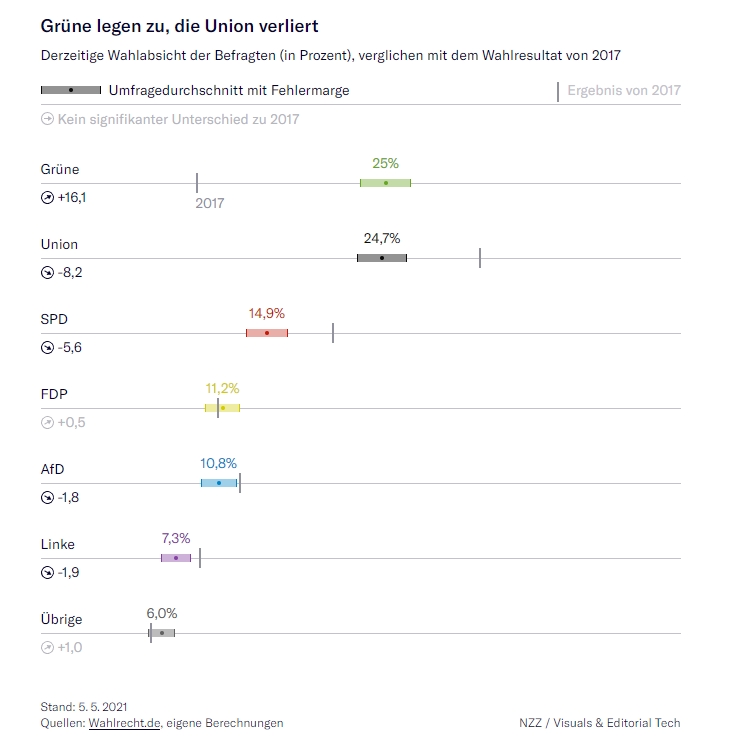 Grüne legen zu, die Union verliert
Derzeitige Wahlabsicht der Befragten (in Prozent), verglichen mit dem Wahlresultat von 2017
Umfragedurchschnitt mit Fehlermarge
Ergebnis von 2017
Kein signifikanter Unterschied zu 2017
Grüne
25%
+16,1
2017
Union
24,7%
-8,2
SPD
14,9%
-5,6
FDP
11,2%
+0,5
AfD
10,8%
-1,8
Linke
7,3%
-1,9
Übrige
6,0%
+1,0
Stand: 5. 5. 2021
Quellen: Wahlrecht.de, eigene Berechnungen
NZZ / Visuals & Editorial Tech